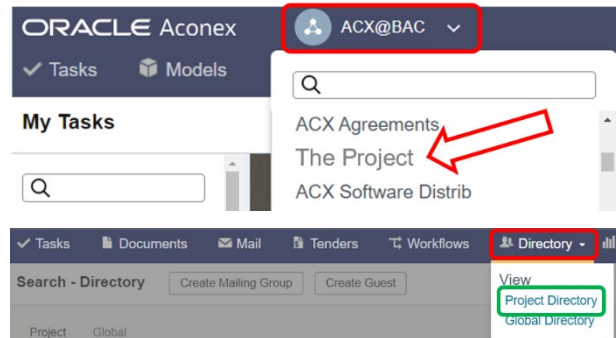 ORACLE Aconex
ACX@BAC
Tasks Models
My Tasks
ACX Agreements
The Project
ACX Software Distrib
Tasks Documents Mail Tenders Workflows Directory
Search - Directory Create Mailing Group Create Guest
View
Project Directory
Global Directory
Project Global